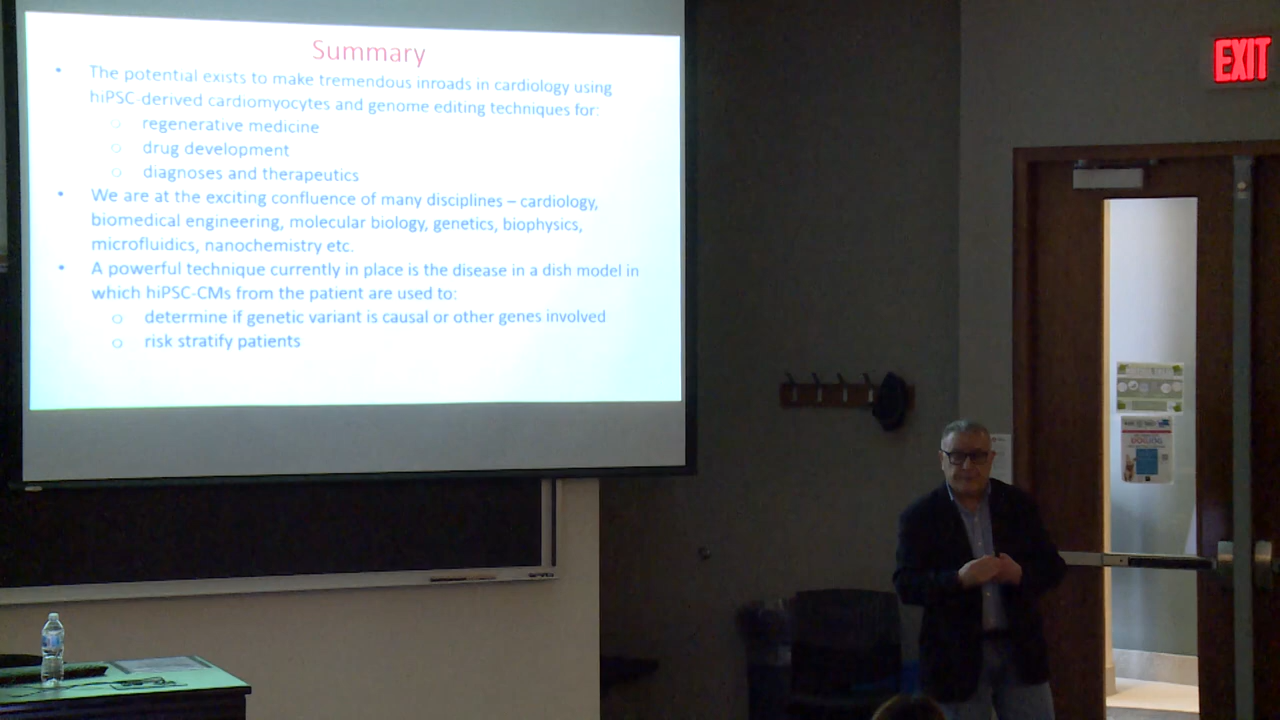 Summary
• The potential exists to make tremendous inroads in cardiology using
hiPSC-derived cardiomyocytes and genome editing techniques for:
○ regenerative medicine
○ drug development
○ diagnoses and therapeutics
• We are at the exciting confluence of many disciplines – cardiology,
biomedical engineering, molecular biology, genetics, biophysics,
microfluidics, nanochemistry etc.
• A powerful technique currently in place is the disease in a dish model in
which hiPSC-CMs from the patient are used to:
○ determine if genetic variant is causal or other genes involved
○ risk stratify patients
EXIT